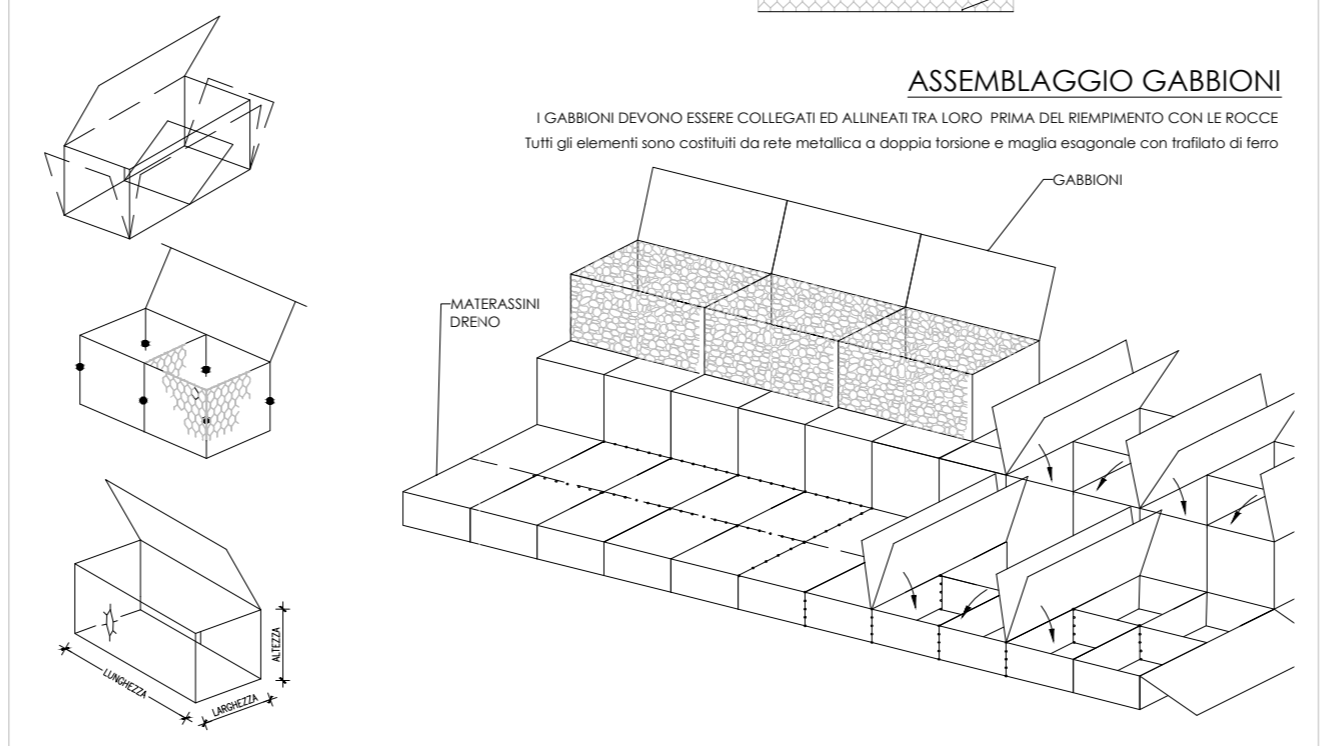 ASSEMBLAGGIO GABBIONI
I GABBIONI DEVONO ESSERE COLLEGATI ED ALLINEATI TRA LORO PRIMA DEL RIEMPIMENTO CON LE ROCCE
Tutti gli elementi sono costituiti da rete metallica a doppia torsione e maglia esagonale con trafilato di ferro
GABBIONI
MATERASSINI
DRENO
ALTEZZA
LUNGHEZZA
LARGHEZZA